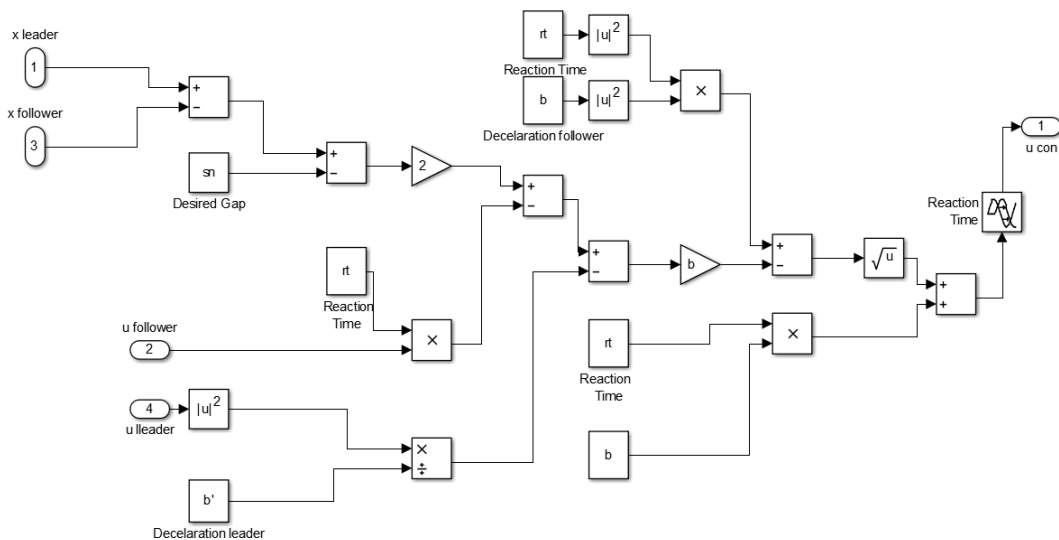 x leader
1
+
−
x follower
3
sn
Desired Gap
+
−
2
rt
Reaction Time
|u|²
b
Decelaration follower
|u|²
×
+
−
+
−
b
+
−
√u
+
+
Reaction
Time
1
u con
rt
Reaction
Time
u follower
2
×
4
u lleader
|u|²
b'
Decelaration leader
×
÷
rt
Reaction
Time
×
b